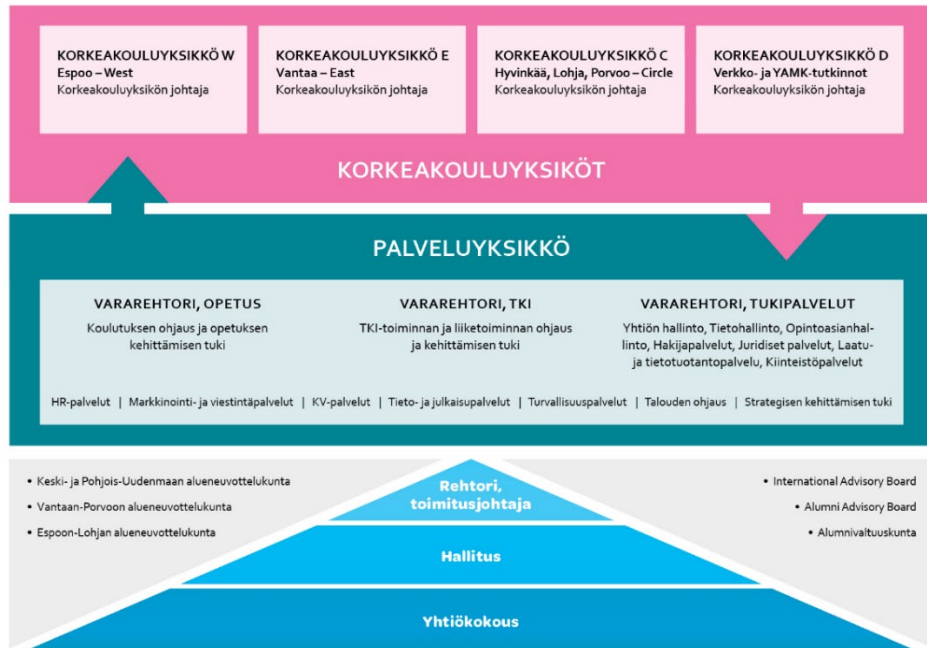 KORKEAKOULUYKSIKKÖ W
Espoo – West
Korkeakouluyksikön johtaja
KORKEAKOULUYKSIKKÖ E
Vantaa – East
Korkeakouluyksikön johtaja
KORKEAKOULUYKSIKKÖ C
Hyvinkää, Lohja, Porvoo – Circle
Korkeakouluyksikön johtaja
KORKEAKOULUYKSIKKÖ D
Verkko- ja YAMK-tutkinnot
Korkeakouluyksikön johtaja
KORKEAKOULUYKSIKÖT
PALVELUYKSIKKÖ
VARAREHTORI, OPETUS
Koulutuksen ohjaus ja opetuksen
kehittämisen tuki
VARAREHTORI, TKI
TKI-toiminnan ja liiketoiminnan ohjaus
ja kehittämisen tuki
VARAREHTORI, TUKIPALVELUT
Yhtiön hallinto, Tietohallinto, Opintoasianhal-
linto, Hakijapalvelut, Juridiset palvelut, Laatu-
ja tietotuotantopalvelu, Kiinteistöpalvelut
HR-palvelut | Markkinointi- ja viestintäpalvelut | KV-palvelut | Tieto- ja julkaisupalvelut | Turvallisuuspalvelut | Talouden ohjaus | Strategisen kehittämisen tuki
• Keski- ja Pohjois-Uudenmaan alueneuvottelukunta
• Vantaan-Porvoon alueneuvottelukunta
• Espoon-Lohjan alueneuvottelukunta
Rehtori,
toimitusjohtaja
Hallitus
Yhtiökokous
• International Advisory Board
• Alumni Advisory Board
• Alumnivaltuuskunta